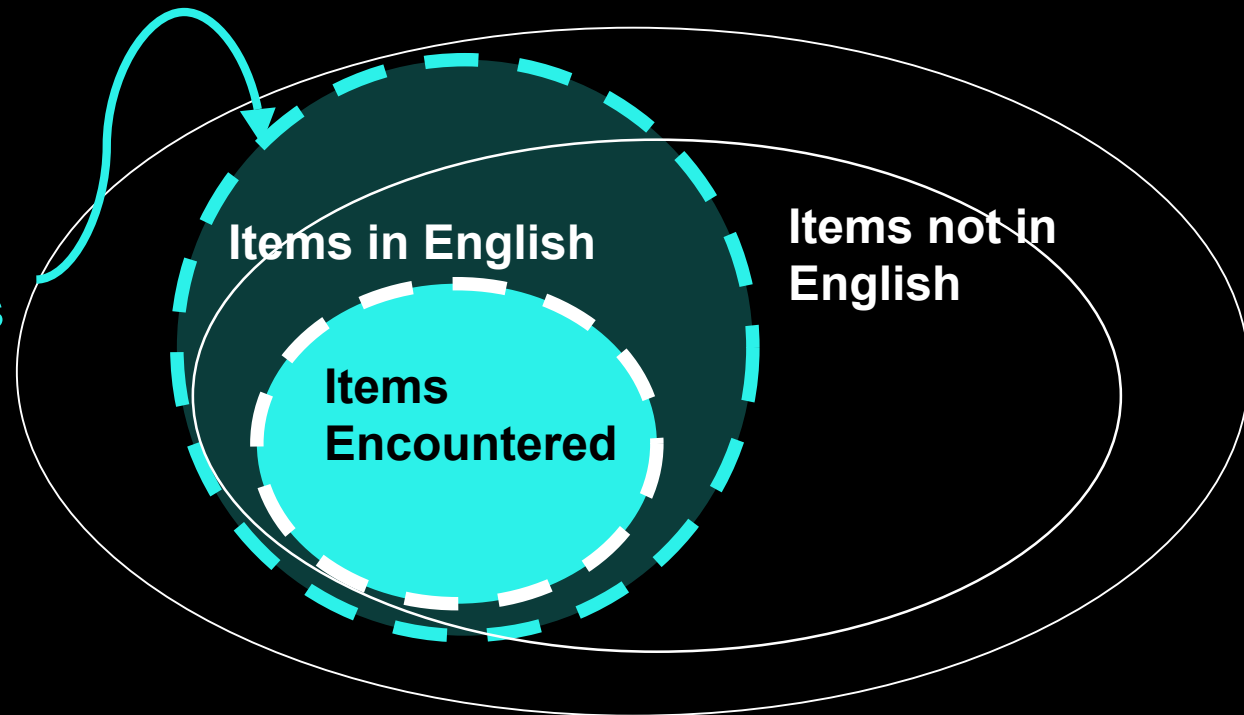 Items in English
Items not in
English
Items
Encountered